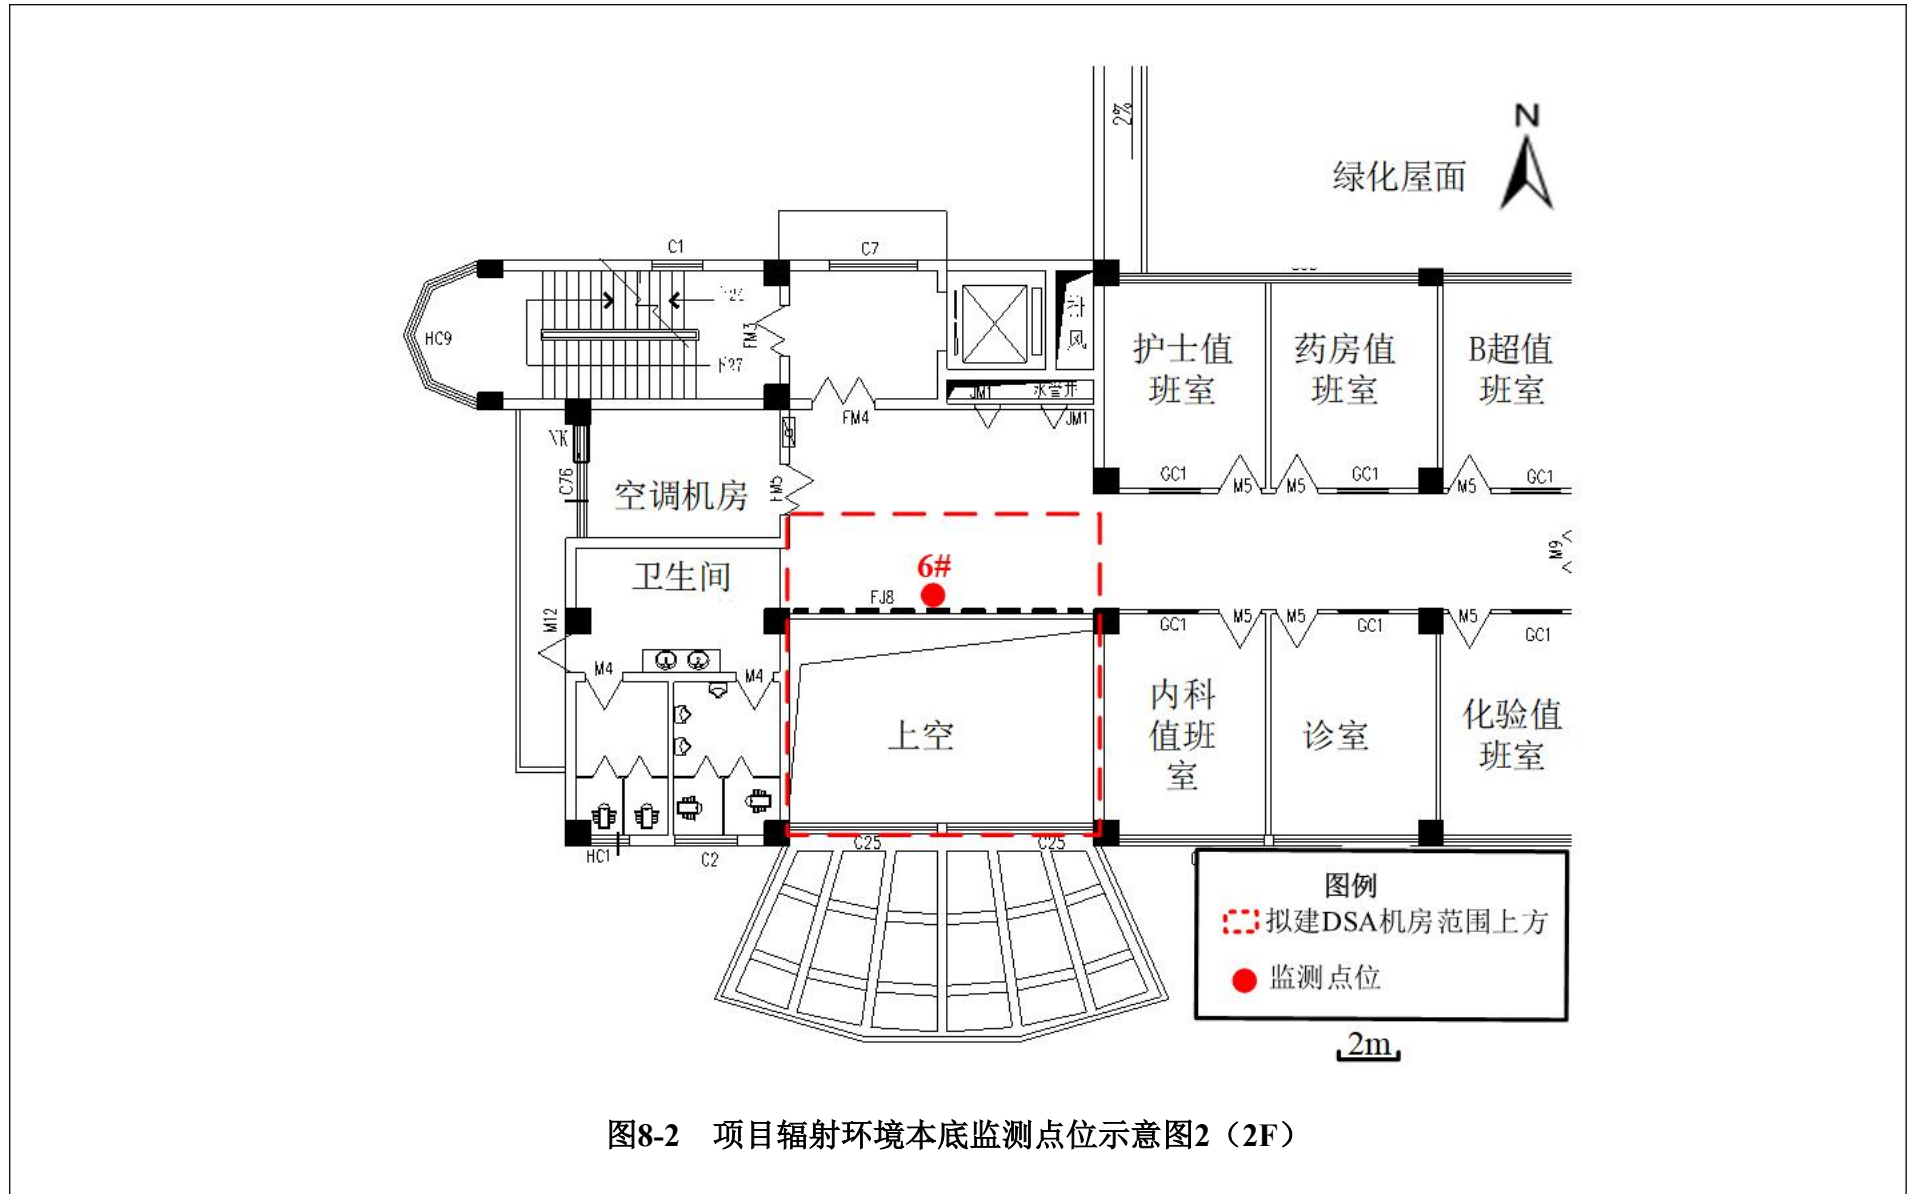 2%
N
绿化屋面
C1
C7
HC9
FM3
F27
风
水管井
JM1
JM1
FM4
护士值
班室
药房值
班室
B超值
班室
C76
空调机房
FM5
GC1
M5
M5
GC1
M5
GC1
M9
6#
FJ8
卫生间
M12
M4
M4
GC1
M5
M5
GC1
M5
GC1
上空
内科
值班
室
诊室
化验值
班室
HC1
C2
C25
C25
图例
拟建DSA机房范围上方
监测点位
2m
图8-2 项目辐射环境本底监测点位示意图2（2F）